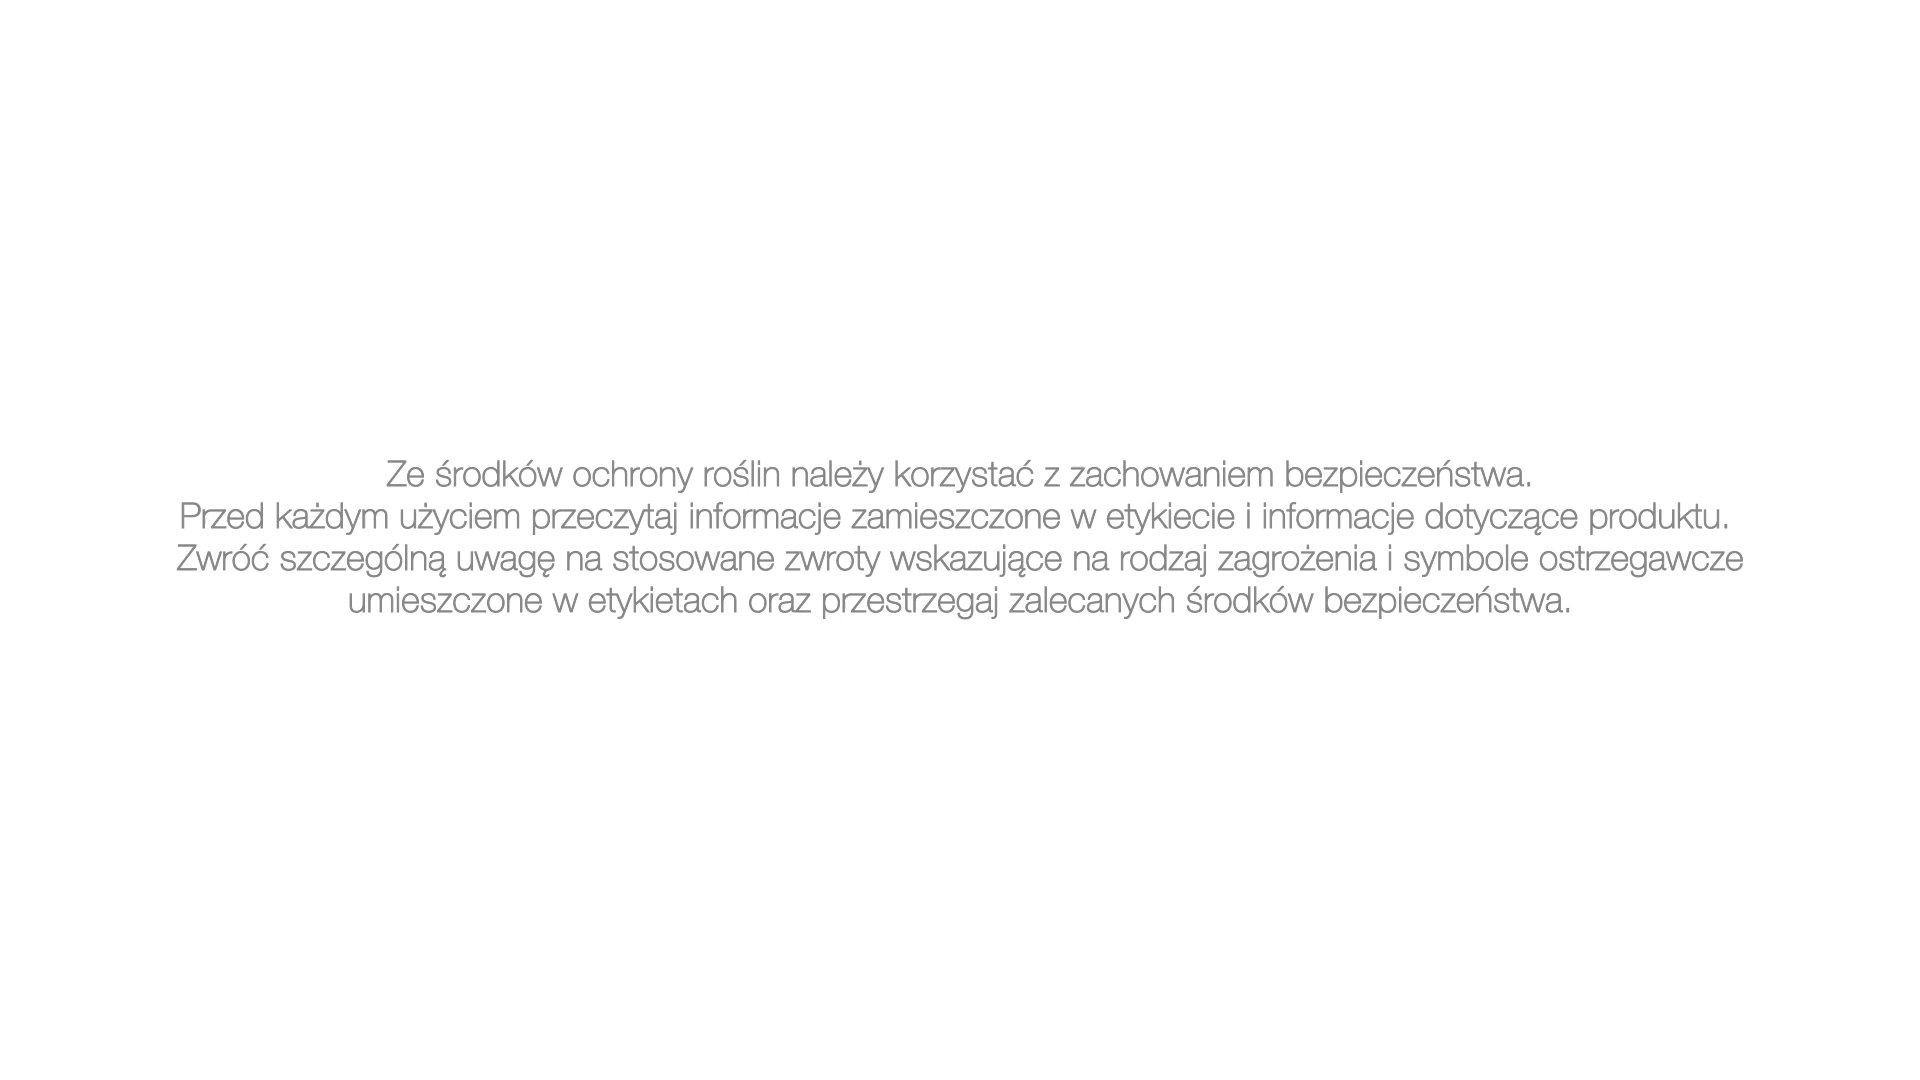 Ze środków ochrony roślin należy korzystać z zachowaniem bezpieczeństwa.
Przed każdym użyciem przeczytaj informacje zamieszczone w etykiecie i informacje dotyczące produktu.
Zwróć szczególną uwagę na stosowane zwroty wskazujące na rodzaj zagrożenia i symbole ostrzegawcze
umieszczone w etykietach oraz przestrzegaj zalecanych środków bezpieczeństwa.